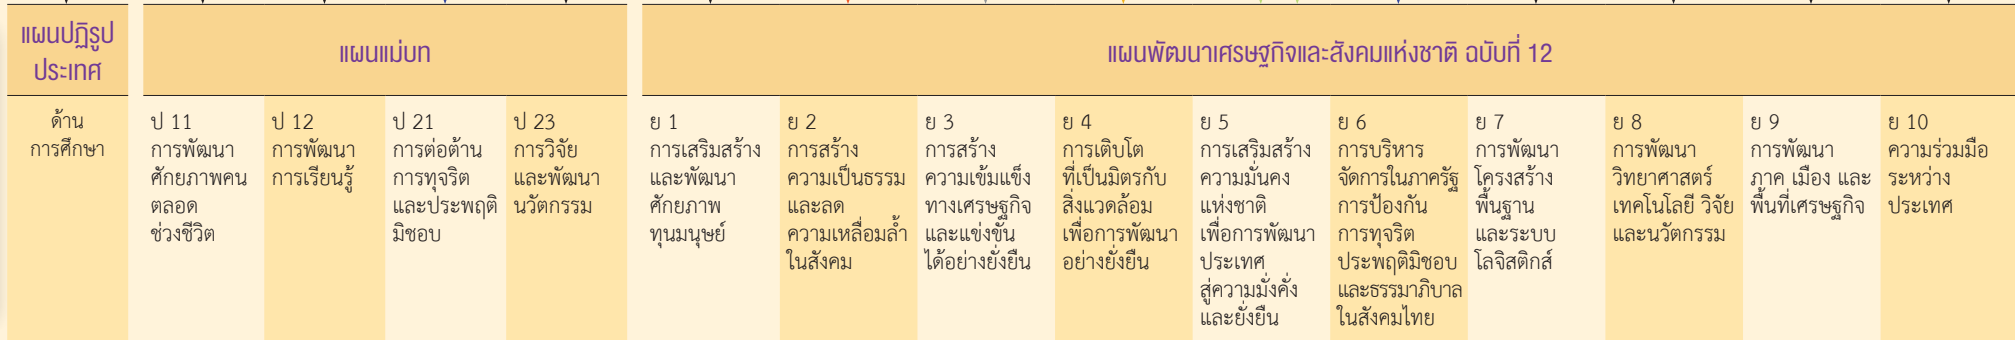 แผนปฏิรูป
ประเทศ
แผนแม่บท
แผนพัฒนาเศรษฐกิจและสังคมแห่งชาติ ฉบับที่ 12
ด้าน
การศึกษา
ป 11
การพัฒนา
ศักยภาพคน
ตลอด
ช่วงชีวิต
ป 12
การพัฒนา
การเรียนรู้
ป 21
การต่อต้าน
การทุจริต
และประพฤติ
มิชอบ
ป 23
การวิจัย
และพัฒนา
นวัตกรรม
ย 1
การเสริมสร้าง
และพัฒนา
ศักยภาพ
ทุนมนุษย์
ย 2
การสร้าง
ความเป็นธรรม
และลด
ความเหลื่อมล้ำ
ในสังคม
ย 3
การสร้าง
ความเข้มแข็ง
ทางเศรษฐกิจ
และแข่งขัน
ได้อย่างยั่งยืน
ย 4
การเติบโต
ที่เป็นมิตรกับ
สิ่งแวดล้อม
เพื่อการพัฒนา
อย่างยั่งยืน
ย 5
การเสริมสร้าง
ความมั่นคง
แห่งชาติ
เพื่อการพัฒนา
ประเทศ
สู่ความมั่งคั่ง
และยั่งยืน
ย 6
การบริหาร
จัดการในภาครัฐ
การป้องกัน
การทุจริต
ประพฤติมิชอบ
และธรรมาภิบาล
ในสังคมไทย
ย 7
การพัฒนา
โครงสร้าง
พื้นฐาน
และระบบ
โลจิสติกส์
ย 8
การพัฒนา
วิทยาศาสตร์
เทคโนโลยี วิจัย
และนวัตกรรม
ย 9
การพัฒนา
ภาค เมือง และ
พื้นที่เศรษฐกิจ
ย 10
ความร่วมมือ
ระหว่าง
ประเทศ